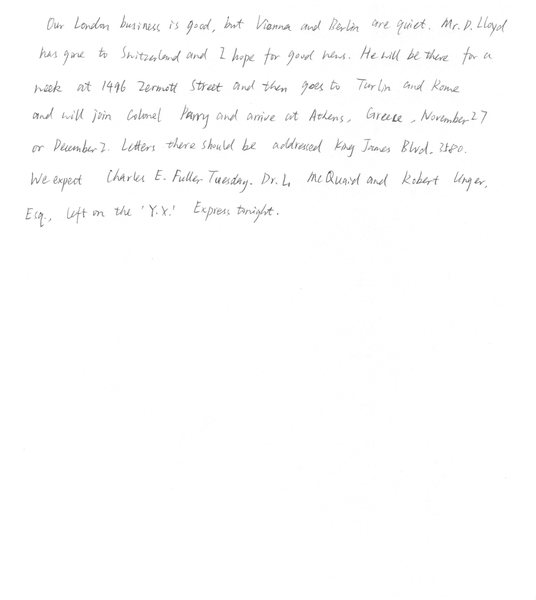 Our London business is good, but Vienna and Berlin are quiet. Mr. D. Lloyd
has gone to Switzerland and I hope for good news. He will be there for a
week at 1496 Zermott Street and then goes to Turlin and Rome
and will join Colonel Parry and arrive at Athens, Greece, November 27
or December 2. Letters there should be addressed King James Blvd. 3580.
We expect Charles E. Fuller Tuesday. Dr. L. McQuaid and Robert Unger,
Esq., left on the 'Y.X.' Express tonight.